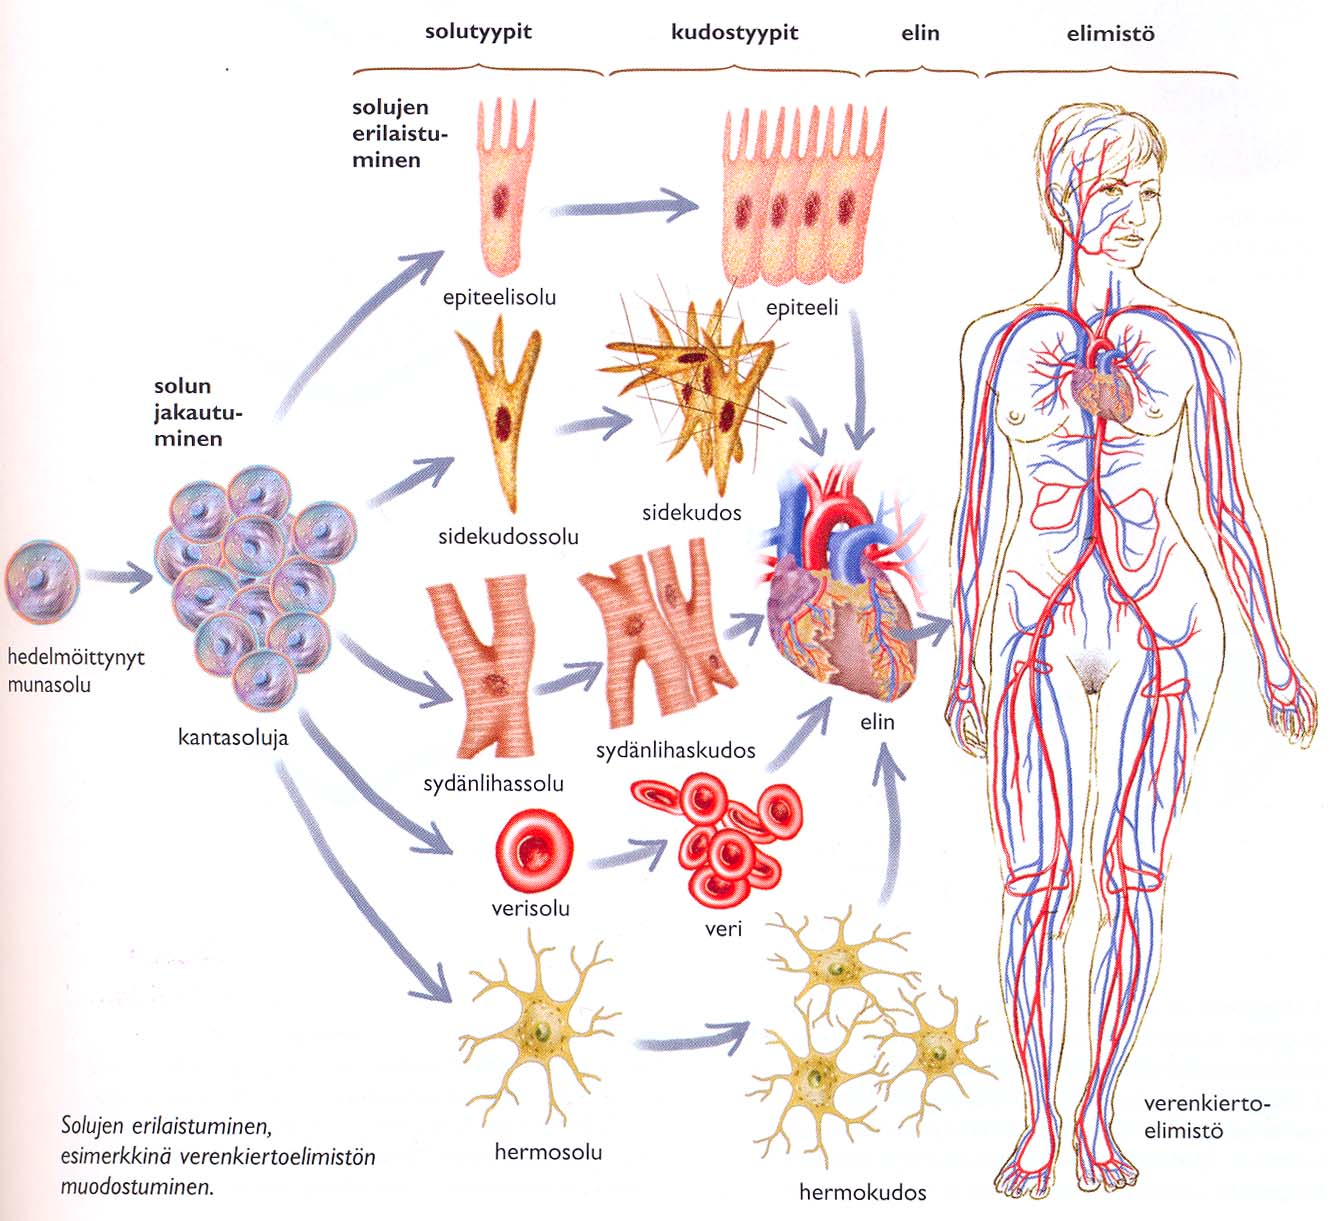 solutyypit
kudostyypit
elin
elimistö
solujen
erilaistu-
minen
epiteelisolu
epiteeli
solun
jakautu-
minen
sidekudossolu
sidekudos
hedelmöittynyt
munasolu
kantasoluja
sydänlihassolu
sydänlihaskudos
elin
verisolu
veri
hermosolu
hermokudos
verenkierto-
elimistö
Solujen erilaistuminen,
esimerkkinä verenkiertoelimistön
muodostuminen.